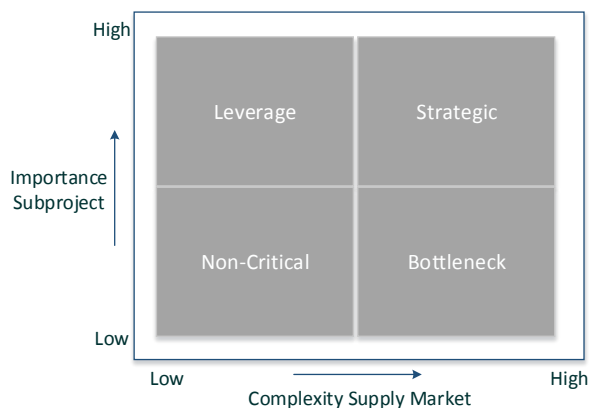 High
Leverage
Strategic
Importance
Subproject
Non-Critical
Bottleneck
Low
Low
High
Complexity Supply Market